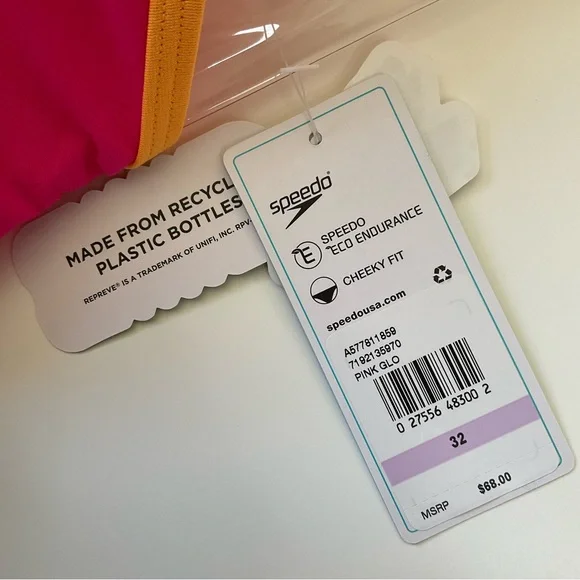 MADE FROM RECYCL
PLASTIC BOTTLES
REPREVE® IS A TRADEMARK OF UNIFI, INC. RPV
speedo
E
SPEEDO
ECO ENDURANCE
CHEEKY FIT
speedousa.com
A577811859
7192135970
PINK GLO
0 27556 48300 2
32
MSRP $68.00